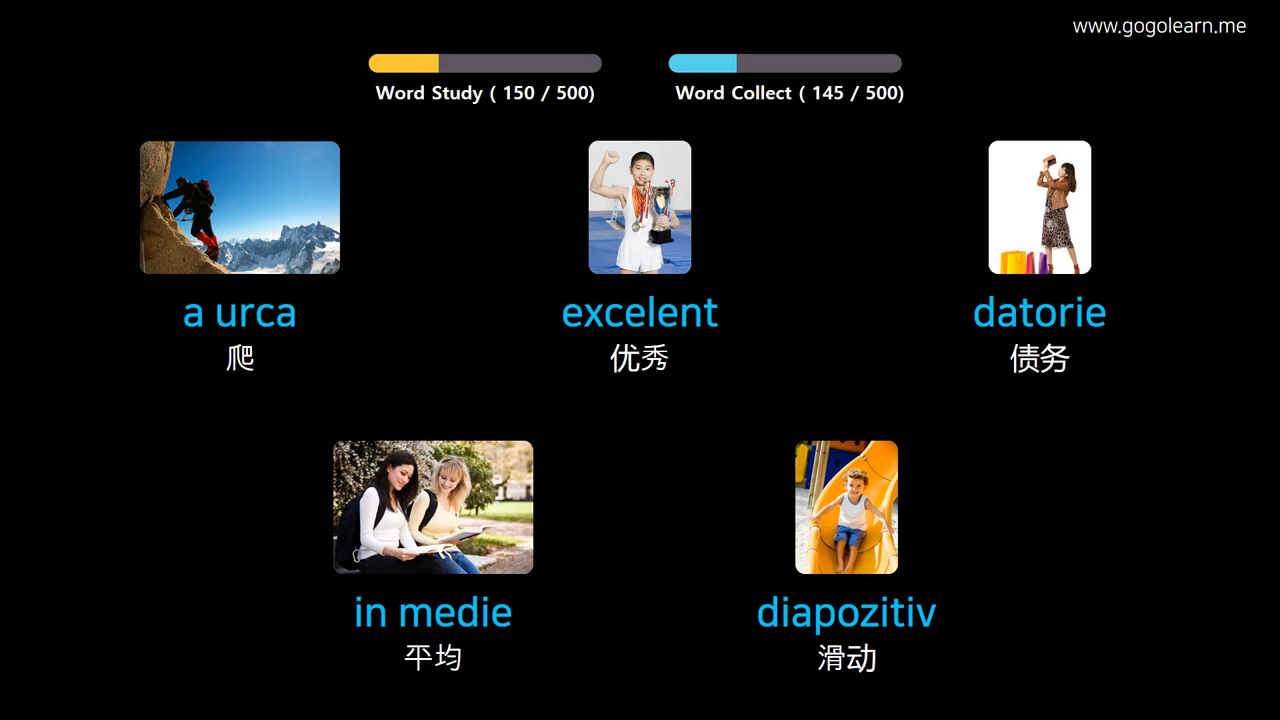 www.gogolearn.me
Word Study ( 150 / 500)
Word Collect ( 145 / 500)
a urca
爬
excelent
优秀
datorie
债务
in medie
平均
diapozitiv
滑动